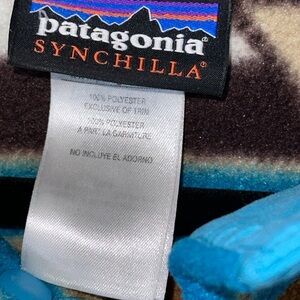 patagonia®
SYNCHILLA®
100% POLYESTER
EXCLUSIVE OF TRIM
100% POLYESTER
A PART LA GARNITURE
NO INCLUYE EL ADORNO